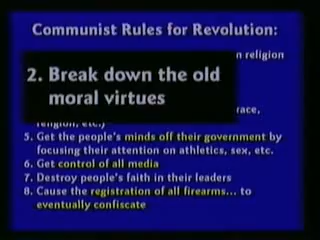 Communist Rules for Revolution:
n religion
2. Break down the old
moral virtues
race,
religion, etc.)
5. Get the people's minds off their government by
focusing their attention on athletics, sex, etc.
6. Get control of all media
7. Destroy people's faith in their leaders
8. Cause the registration of all firearms... to
eventually confiscate